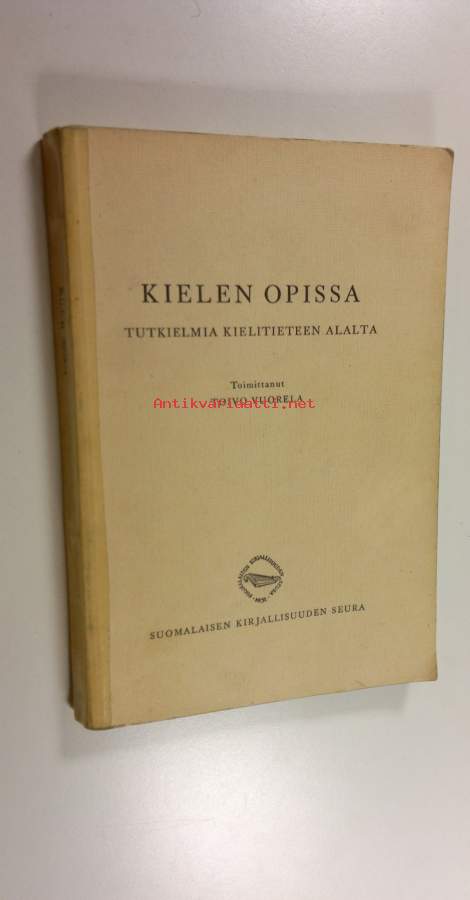 KIELEN OPISSA
TUTKIELMIA KIELITIETEEN ALALTA
Toimittanut
Antikvariaatti.net
TOIVO VUORELA
SUOMALAISEN KIRJALLISUUDEN SEURA